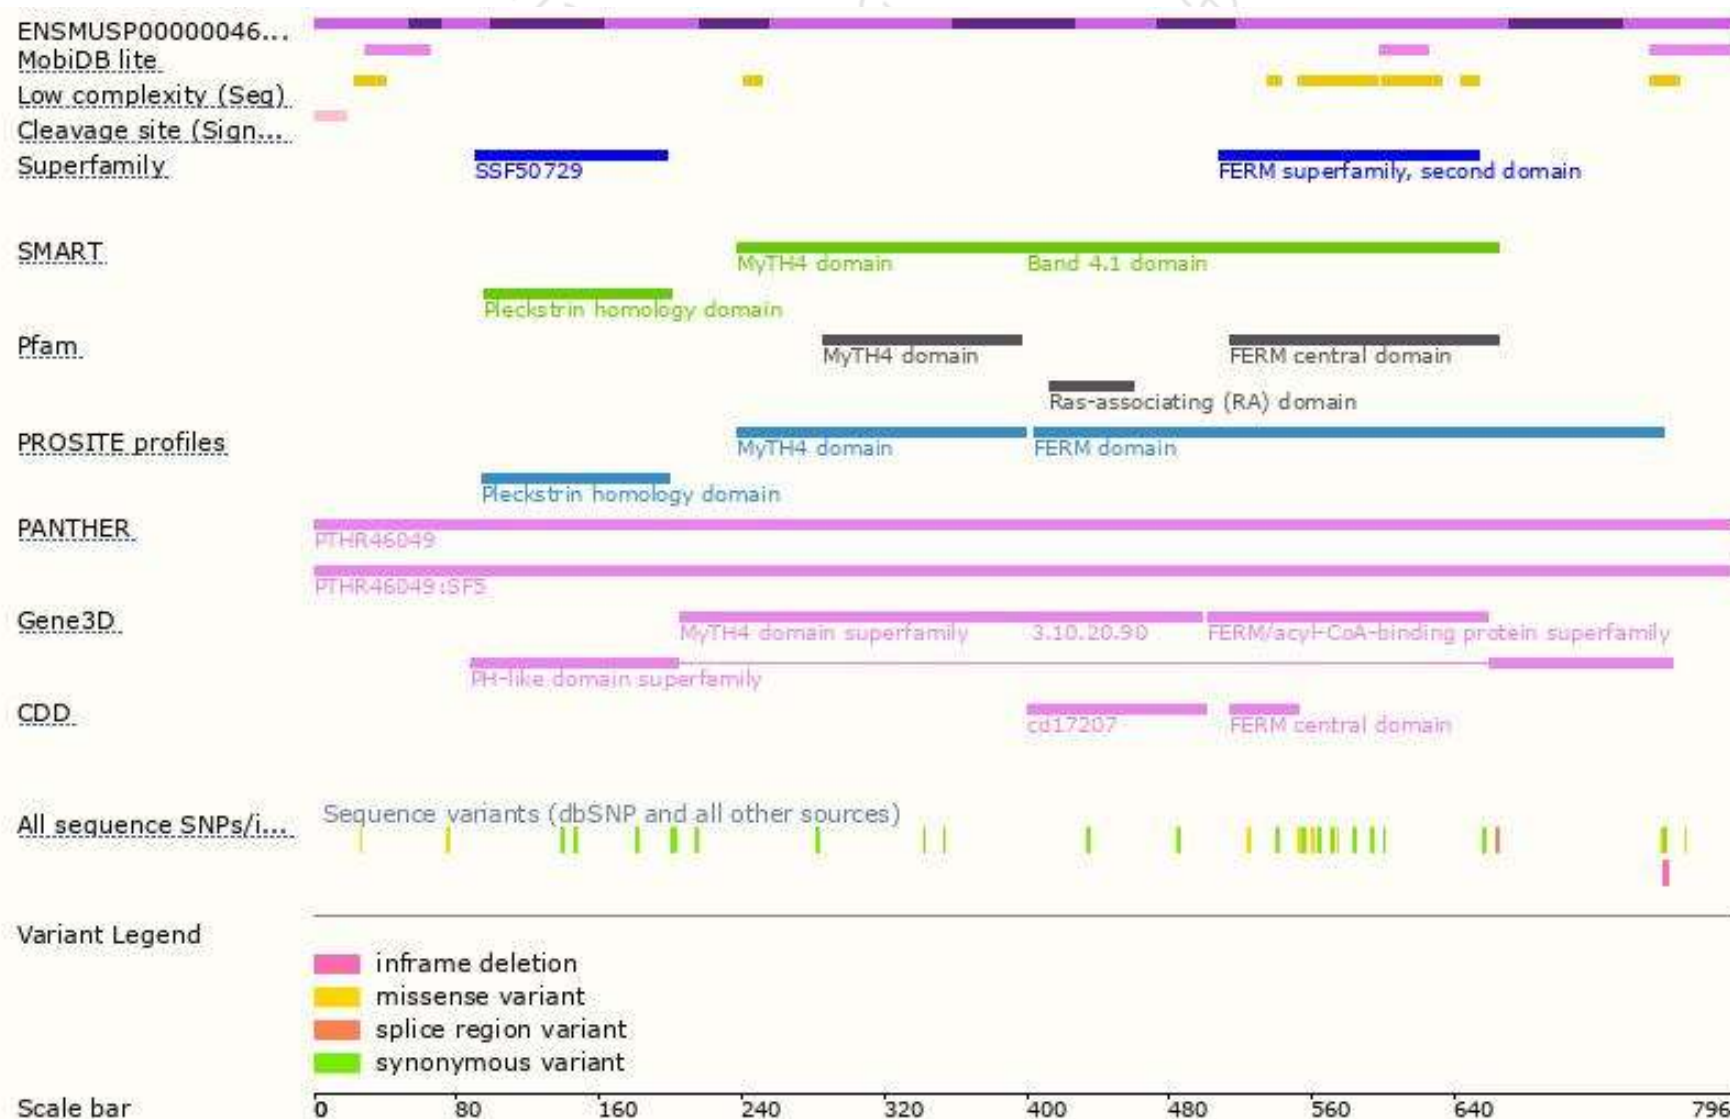 ENSMUSP00000046...
MobiDB lite
Low complexity (Seg)
Cleavage site (Sign...
Superfamily
SSF50729
FERM superfamily, second domain
SMART
MyTH4 domain
Band 4.1 domain
Pleckstrin homology domain
Pfam
MyTH4 domain
FERM central domain
Ras-associating (RA) domain
PROSITE profiles
MyTH4 domain
FERM domain
Pleckstrin homology domain
PANTHER
PTHR46049
PTHR46049:SF5
Gene3D
MyTH4 domain superfamily
3.10.20.90
FERM/acyl-CoA-binding protein superfamily
PH-like domain superfamily
CDD
cd17207
FERM central domain
All sequence SNPs/i...
Sequence variants (dbSNP and all other sources)
Variant Legend
inframe deletion
missense variant
splice region variant
synonymous variant
Scale bar
0 80 160 240 320 400 480 560 640 796